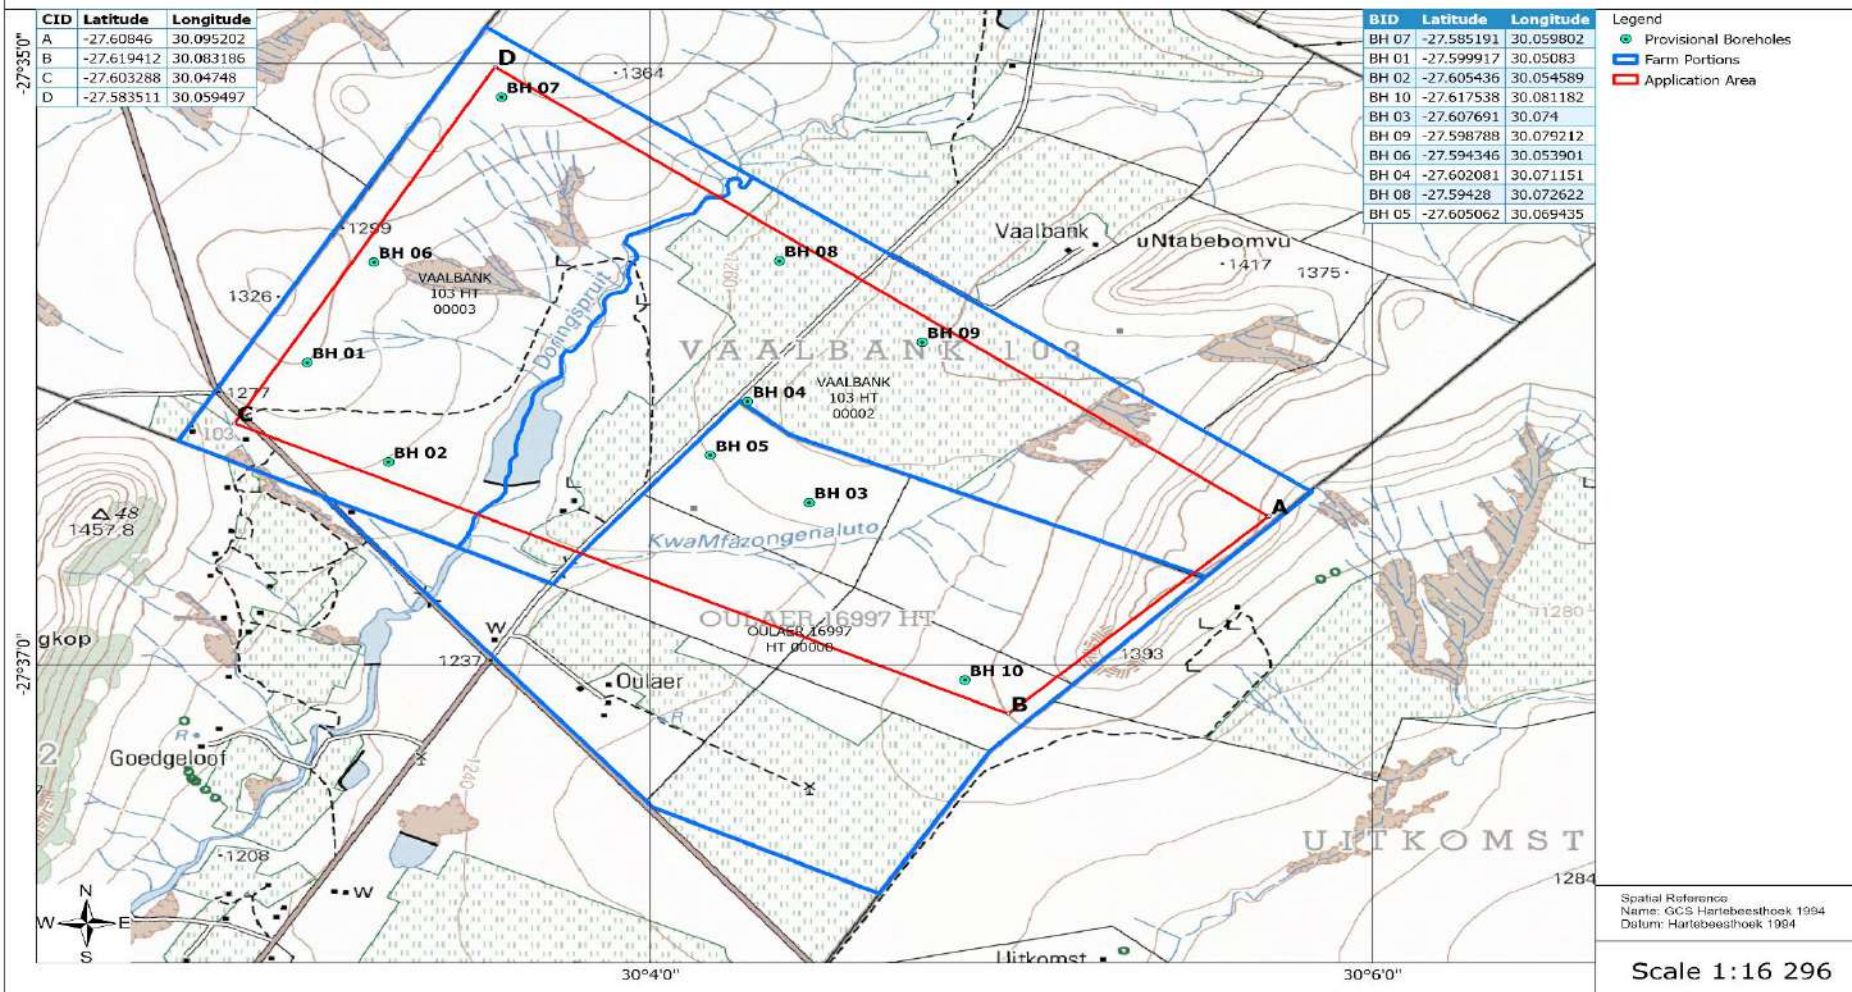 CID Latitude Longitude
A -27.60846 30.095202
B -27.619412 30.083186
C -27.603288 30.04748
D -27.583511 30.059497
BID Latitude Longitude
BH 07 -27.585191 30.059802
BH 01 -27.599917 30.05083
BH 02 -27.605436 30.054589
BH 10 -27.617538 30.081182
BH 03 -27.607691 30.074
BH 09 -27.598788 30.079212
BH 06 -27.594346 30.053901
BH 04 -27.602081 30.071151
BH 08 -27.59428 30.072622
BH 05 -27.605062 30.069435
Legend
Provisional Boreholes
Farm Portions
Application Area
-27°35'0"
D
1364
BH 07
1299
Vaalbank
uNtabebomvu
1417
1375
BH 06
BH 08
1260
VAALBANK
103 HT
00003
1326
Doringspruit
BH 09
BH 01
VAALBANK 103
VAALBANK
103 HT
00002
1277
BH 04
C
103
BH 02
BH 05
BH 03
A
48
1457.8
KwaMfazongenaluto
OULAER 16997 HT
OULAER 16997
HT 00000
gkop
W
-27°37'0"
1237
1393
1280
Oulaer
BH 10
B
R
R
Goedgeloof
2
1240
UITKOMST
1208
W
1284
N
W E
S
Uitkomst
30°4'0"
30°6'0"
Spatial Reference
Name: GCS Hartebeesthoek 1994
Datum: Hartebeesthoek 1994
Scale 1:16 296